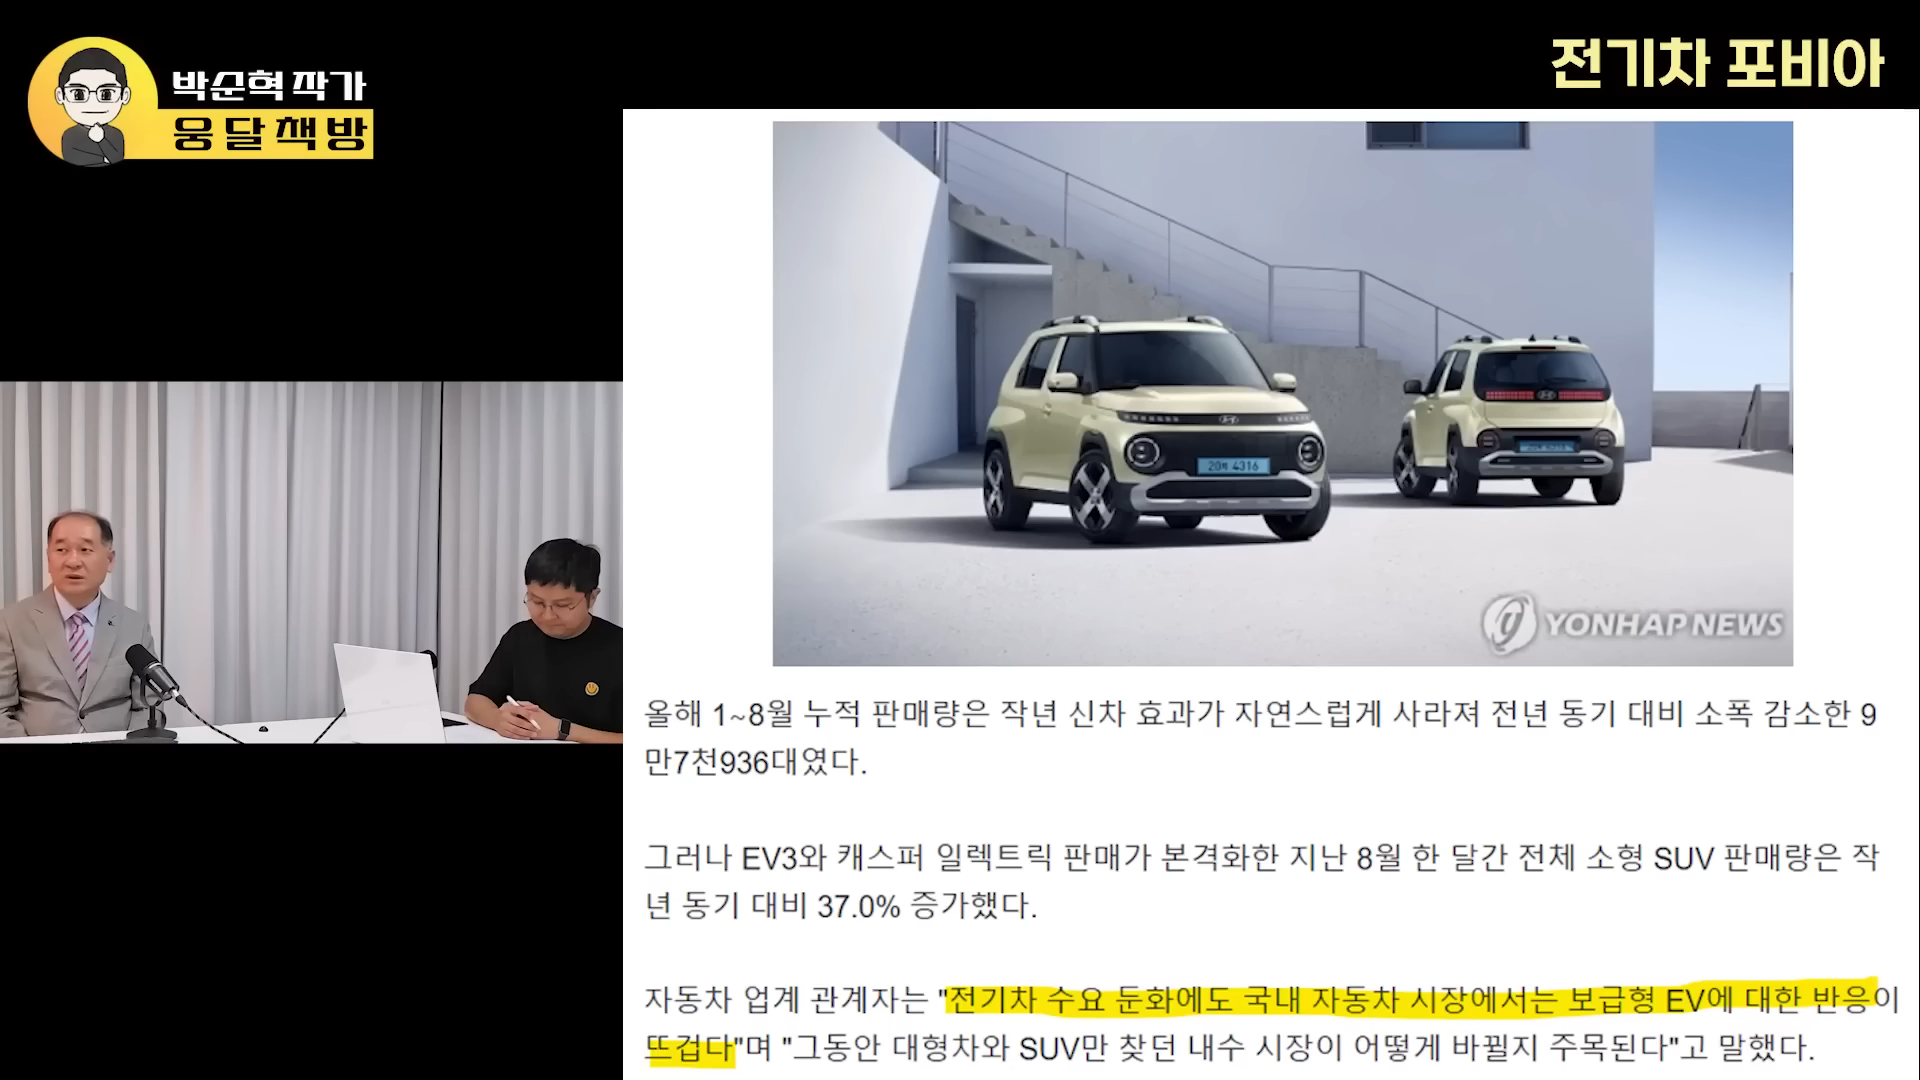 박순혁 작가
웅달책방
전기차 포비아
20머 4316
YONHAP NEWS
올해 1~8월 누적 판매량은 작년 신차 효과가 자연스럽게 사라져 전년 동기 대비 소폭 감소한 9
만7천936대였다.
그러나 EV3와 캐스퍼 일렉트릭 판매가 본격화한 지난 8월 한 달간 전체 소형 SUV 판매량은 작
년 동기 대비 37.0% 증가했다.
자동차 업계 관계자는 "전기차 수요 둔화에도 국내 자동차 시장에서는 보급형 EV에 대한 반응이
뜨겁다"며 "그동안 대형차와 SUV만 찾던 내수 시장이 어떻게 바뀔지 주목된다"고 말했다.